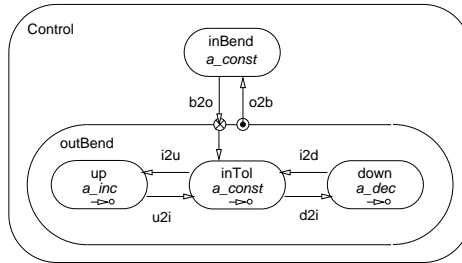 Control
inBend
a_const
b2o
o2b
outBend
i2u
i2d
up
a_inc
inTol
a_const
down
a_dec
u2i
d2i